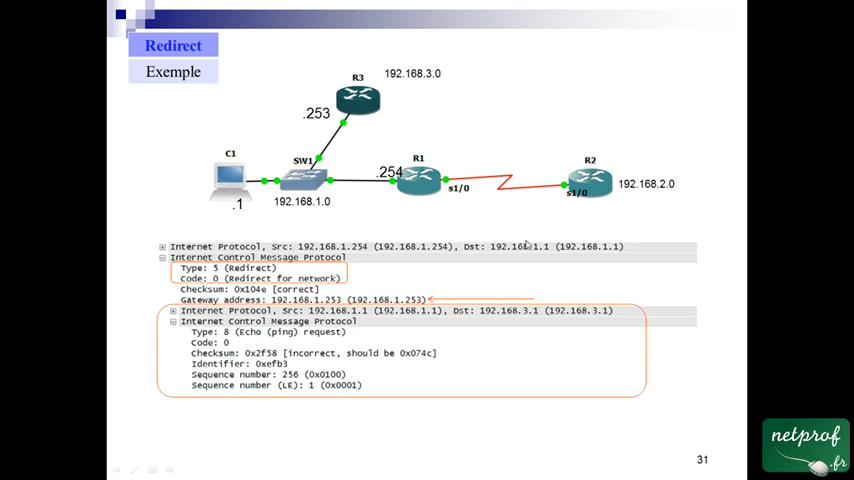 Redirect
Exemple
R3
192.168.3.0
.253
C1
SW1
.254
R1
R2
s1/0
s1/0
192.168.2.0
.1
192.168.1.0
Internet Protocol, Src: 192.168.1.254 (192.168.1.254), Dst: 192.168.1.1 (192.168.1.1)
Internet Control Message Protocol
Type: 5 (Redirect)
Code: 0 (Redirect for network)
Checksum: 0x104e [correct]
Gateway address: 192.168.1.253 (192.168.1.253)
Internet Protocol, Src: 192.168.1.1 (192.168.1.1), Dst: 192.168.3.1 (192.168.3.1)
Internet Control Message Protocol
Type: 8 (Echo (ping) request)
Code: 0
Checksum: 0x2f58 [incorrect, should be 0x074c]
Identifier: 0xefb3
Sequence number: 256 (0x0100)
Sequence number (LE): 1 (0x0001)
31
netprof
.fr